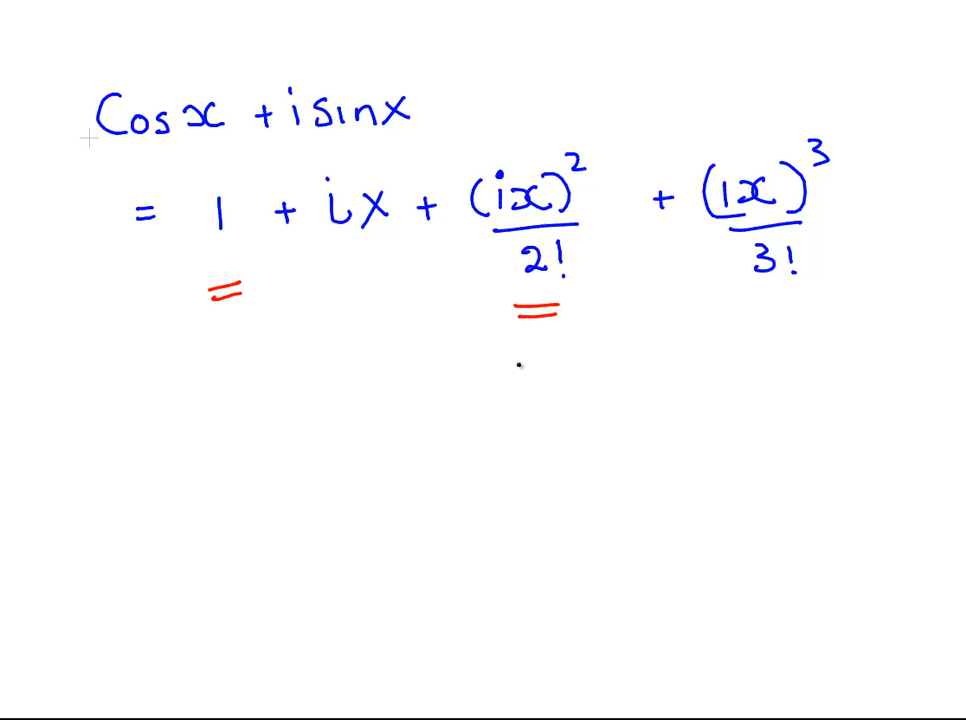 Cos x + i sin x
= 1 + ix + (ix)²/2! + (ix)³/3!